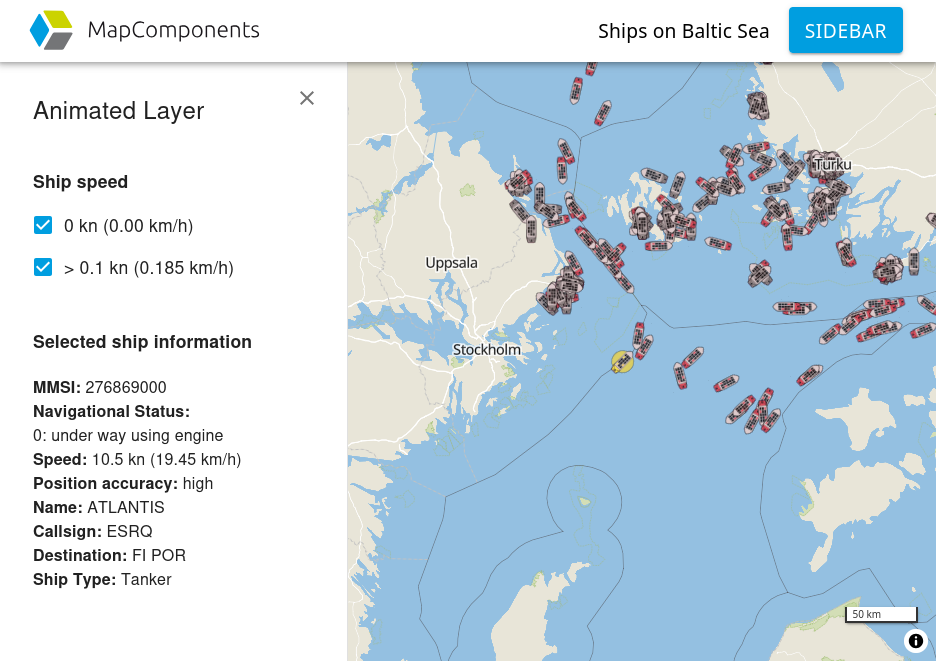 MapComponents
Ships on Baltic Sea
SIDEBAR
Animated Layer
Ship speed
0 kn (0.00 km/h)
> 0.1 kn (0.185 km/h)
Selected ship information
MMSI: 276869000
Navigational Status:
0: under way using engine
Speed: 10.5 kn (19.45 km/h)
Position accuracy: high
Name: ATLANTIS
Callsign: ESRQ
Destination: FI POR
Ship Type: Tanker
Turku
Uppsala
Stockholm
50 km